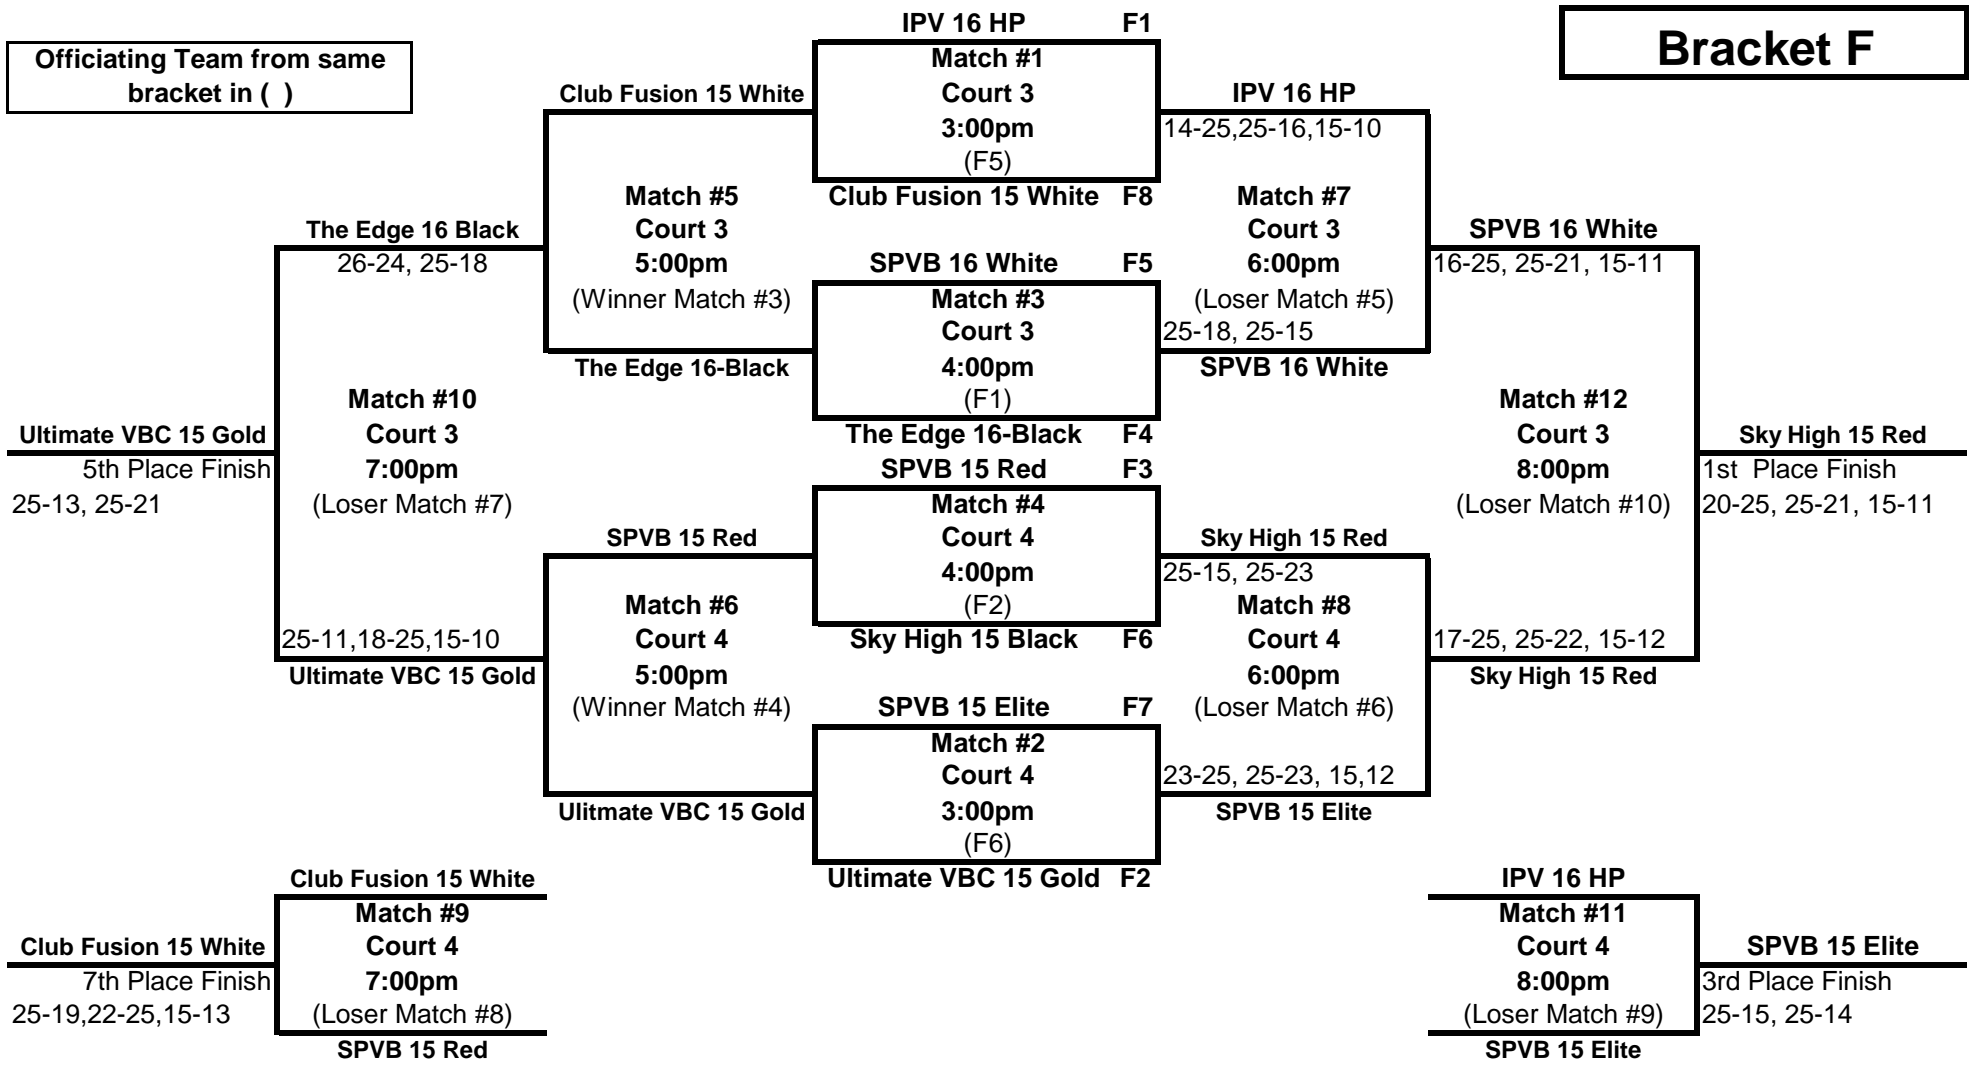 IPV 16 HP F1
Bracket F
Officiating Team from same
bracket in ( )
Match #1
Court 3
3:00pm
(F5)
Club Fusion 15 White F8
Club Fusion 15 White
IPV 16 HP
14-25,25-16,15-10
Match #5
Court 3
5:00pm
(Winner Match #3)
Match #7
Court 3
6:00pm
(Loser Match #5)
The Edge 16 Black
26-24, 25-18
SPVB 16 White
16-25, 25-21, 15-11
SPVB 16 White F5
Match #3
Court 3
4:00pm
(F1)
The Edge 16-Black F4
25-18, 25-15
SPVB 16 White
The Edge 16-Black
Match #10
Court 3
7:00pm
(Loser Match #7)
Match #12
Court 3
8:00pm
(Loser Match #10)
Ultimate VBC 15 Gold
5th Place Finish
25-13, 25-21
Sky High 15 Red
1st Place Finish
20-25, 25-21, 15-11
SPVB 15 Red F3
Match #4
Court 4
4:00pm
(F2)
Sky High 15 Black F6
SPVB 15 Red
Sky High 15 Red
25-15, 25-23
Match #6
Court 4
5:00pm
(Winner Match #4)
Match #8
Court 4
6:00pm
(Loser Match #6)
25-11,18-25,15-10
Ultimate VBC 15 Gold
17-25, 25-22, 15-12
Sky High 15 Red
SPVB 15 Elite F7
Match #2
Court 4
3:00pm
(F6)
Ultimate VBC 15 Gold F2
23-25, 25-23, 15,12
SPVB 15 Elite
Ulitmate VBC 15 Gold
Club Fusion 15 White
Match #9
Court 4
7:00pm
(Loser Match #8)
SPVB 15 Red
Club Fusion 15 White
7th Place Finish
25-19,22-25,15-13
IPV 16 HP
Match #11
Court 4
8:00pm
(Loser Match #9)
SPVB 15 Elite
SPVB 15 Elite
3rd Place Finish
25-15, 25-14